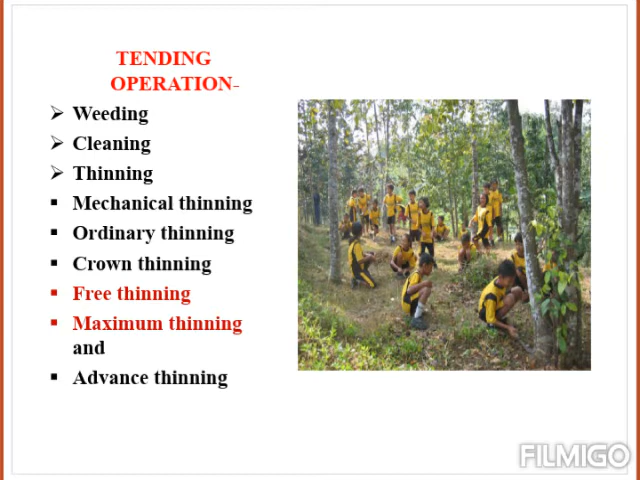 TENDING
OPERATION-
Weeding
Cleaning
Thinning
Mechanical thinning
Ordinary thinning
Crown thinning
Free thinning
Maximum thinning
and
Advance thinning
FILMIGO